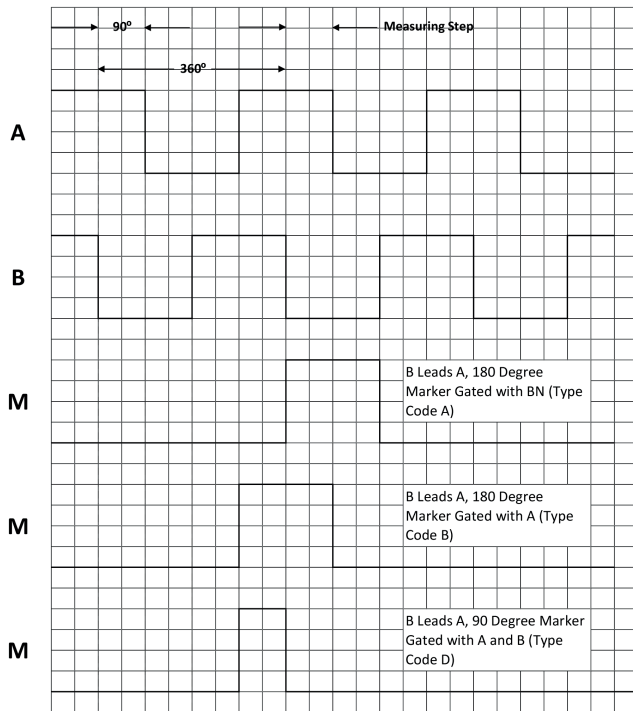 90º
Measuring Step
360º
A
B
M
B Leads A, 180 Degree
Marker Gated with BN (Type
Code A)
M
B Leads A, 180 Degree
Marker Gated with A (Type
Code B)
M
B Leads A, 90 Degree Marker
Gated with A and B (Type
Code D)